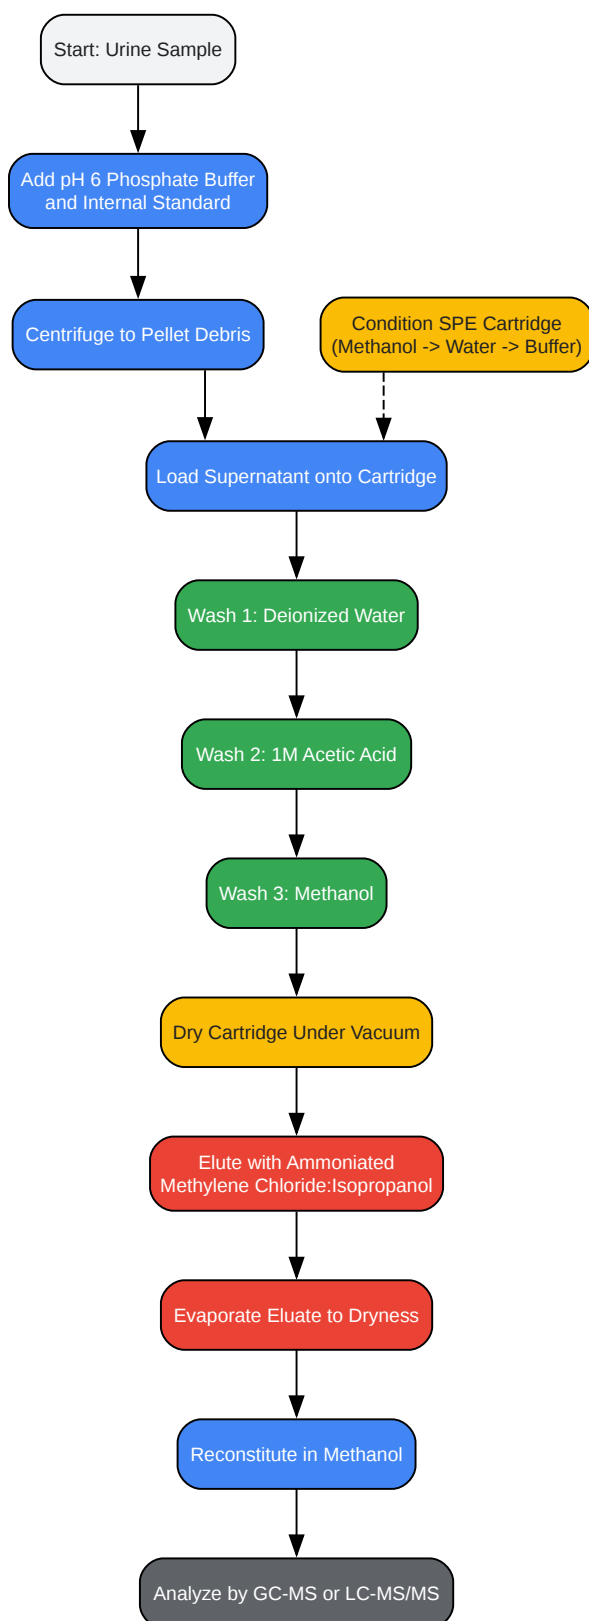 Start: Urine Sample
Add pH 6 Phosphate Buffer
and Internal Standard
Centrifuge to Pellet Debris
Condition SPE Cartridge
(Methanol -> Water -> Buffer)
Load Supernatant onto Cartridge
Wash 1: Deionized Water
Wash 2: 1M Acetic Acid
Wash 3: Methanol
Dry Cartridge Under Vacuum
Elute with Ammoniated
Methylene Chloride:Isopropanol
Evaporate Eluate to Dryness
Reconstitute in Methanol
Analyze by GC-MS or LC-MS/MS